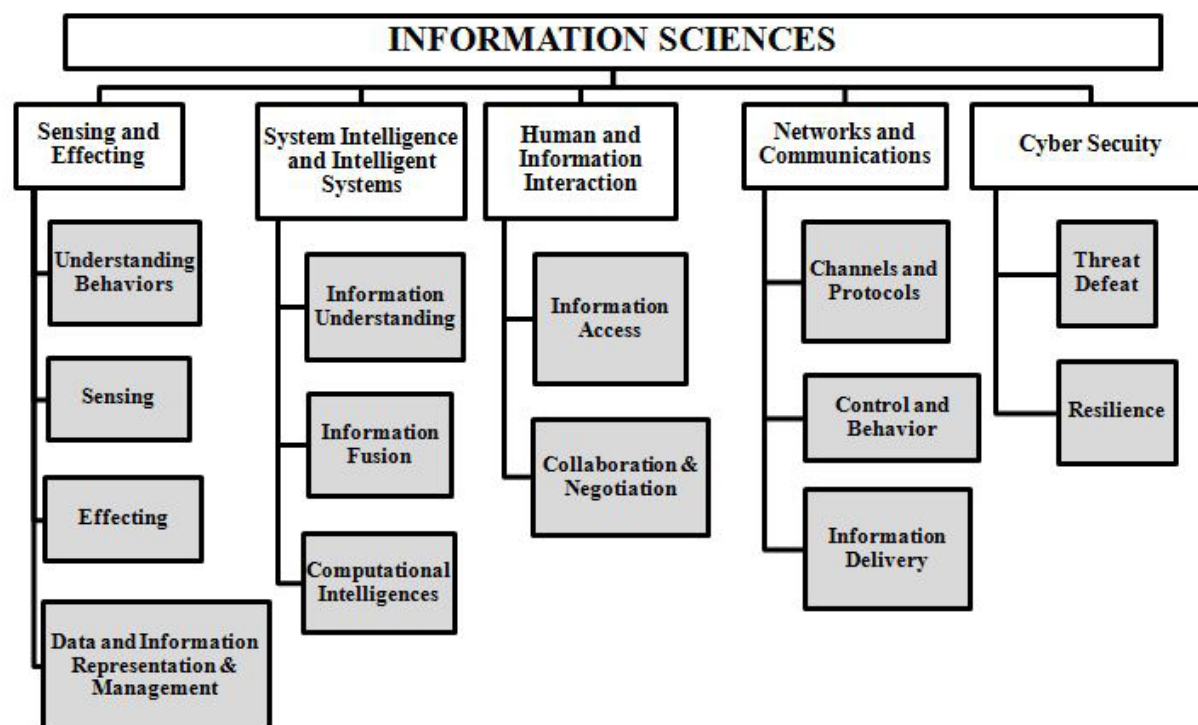 INFORMATION SCIENCES
Sensing and
Effecting
System Intelligence
and Intelligent
Systems
Human and
Information
Interaction
Networks and
Communications
Cyber Secuity
Understanding
Behaviors
Sensing
Effecting
Data and Information
Representation &
Management
Information
Understanding
Information
Fusion
Computational
Intelligences
Information
Access
Collaboration &
Negotiation
Channels and
Protocols
Control and
Behavior
Information
Delivery
Threat
Defeat
Resilience